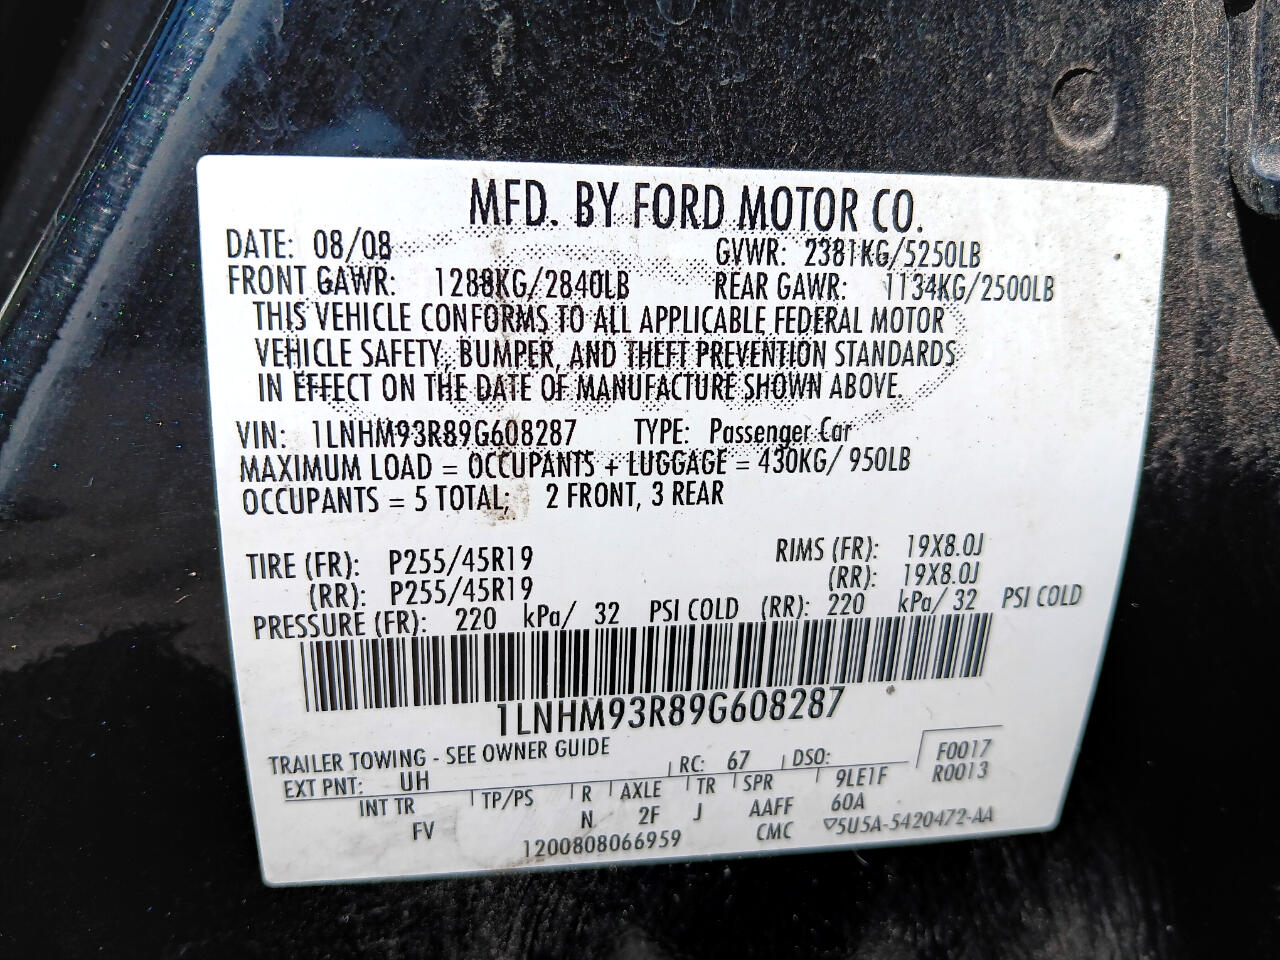 MFD. BY FORD MOTOR CO.
DATE: 08/08 GVWR: 2381KG/5250LB
FRONT GAWR: 1288KG/2840LB REAR GAWR: 1134KG/2500LB
THIS VEHICLE CONFORMS TO ALL APPLICABLE FEDERAL MOTOR
VEHICLE SAFETY, BUMPER, AND THEFT PREVENTION STANDARDS
IN EFFECT ON THE DATE OF MANUFACTURE SHOWN ABOVE.
VIN: 1LNHM93R89G608287 TYPE: Passenger Car
MAXIMUM LOAD = OCCUPANTS + LUGGAGE = 430KG/ 950LB
OCCUPANTS = 5 TOTAL; 2 FRONT, 3 REAR
TIRE (FR): P255/45R19 RIMS (FR): 19X8.0J
(RR): P255/45R19 (RR): 19X8.0J
PRESSURE (FR): 220 kPa/ 32 PSI COLD (RR): 220 kPa/ 32 PSI COLD
1LNHM93R89G608287
TRAILER TOWING - SEE OWNER GUIDE
EXT PNT: UH RC: 67 DSO: F0017
INT TR TP/PS R AXLE TR SPR 9LE1F R0013
FV N 2F J AAFF 60A
1200808066959 CMC ▽5U5A-5420472-AA